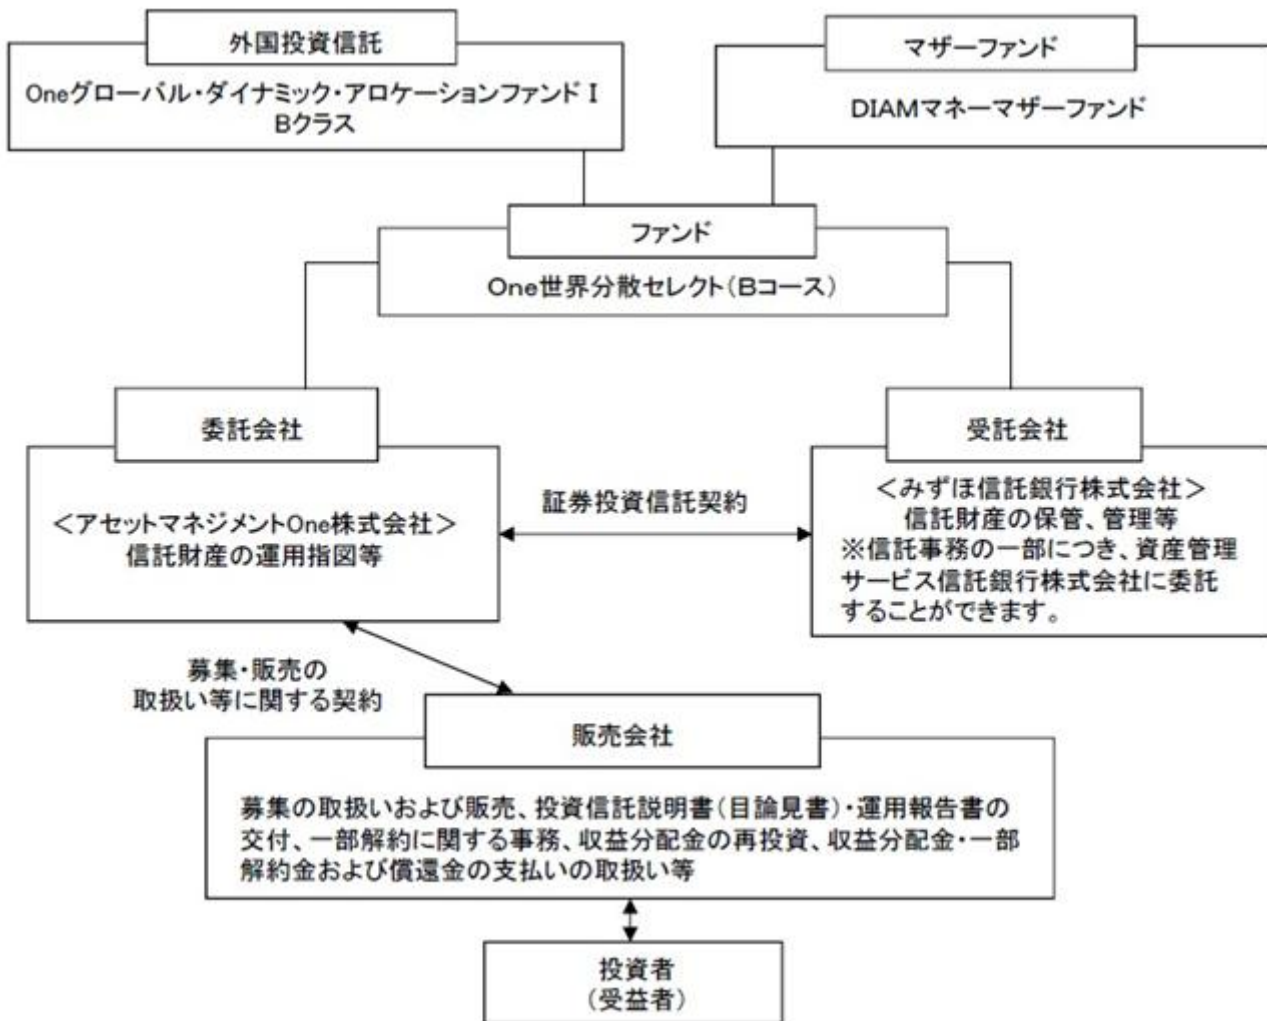 外国投資信託
Oneグローバル・ダイナミック・アロケーションファンドⅠ
Bクラス
マザーファンド
DIAMマネーマザーファンド
ファンド
One世界分散セレクト(Bコース)
委託会社
<アセットマネジメントOne株式会社>
信託財産の運用指図等
証券投資信託契約
受託会社
<みずほ信託銀行株式会社>
信託財産の保管、管理等
※信託事務の一部につき、資産管理
サービス信託銀行株式会社に委託
することができます。
募集・販売の
取扱い等に関する契約
販売会社
募集の取扱いおよび販売、投資信託説明書(目論見書)・運用報告書の
交付、一部解約に関する事務、収益分配金の再投資、収益分配金・一部
解約金および償還金の支払いの取扱い等
投資者
(受益者)